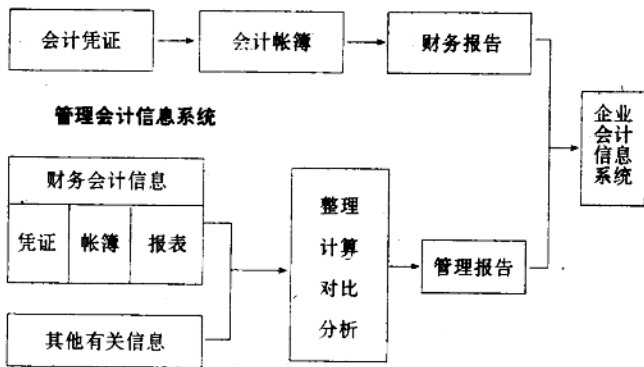 会计凭证
会计帐簿
财务报告
管理会计信息系统
企业
会计
信息
系统
财务会计信息
凭证
帐簿
报表
整理
计算
对比
分析
管理报告
其他有关信息